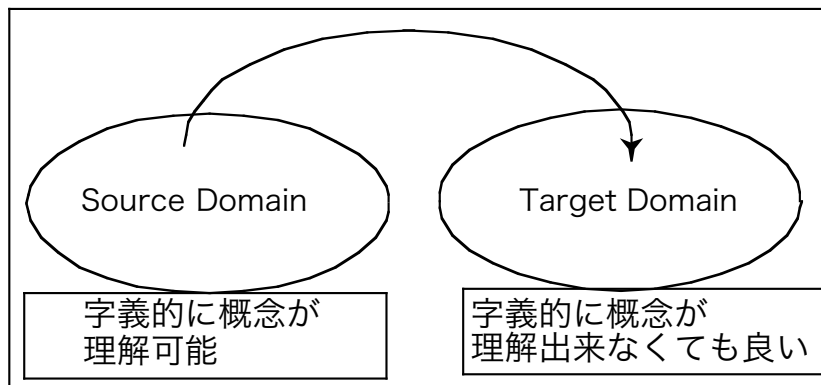 Source Domain
Target Domain
字義的に概念が
理解可能
字義的に概念が
理解出来なくても良い